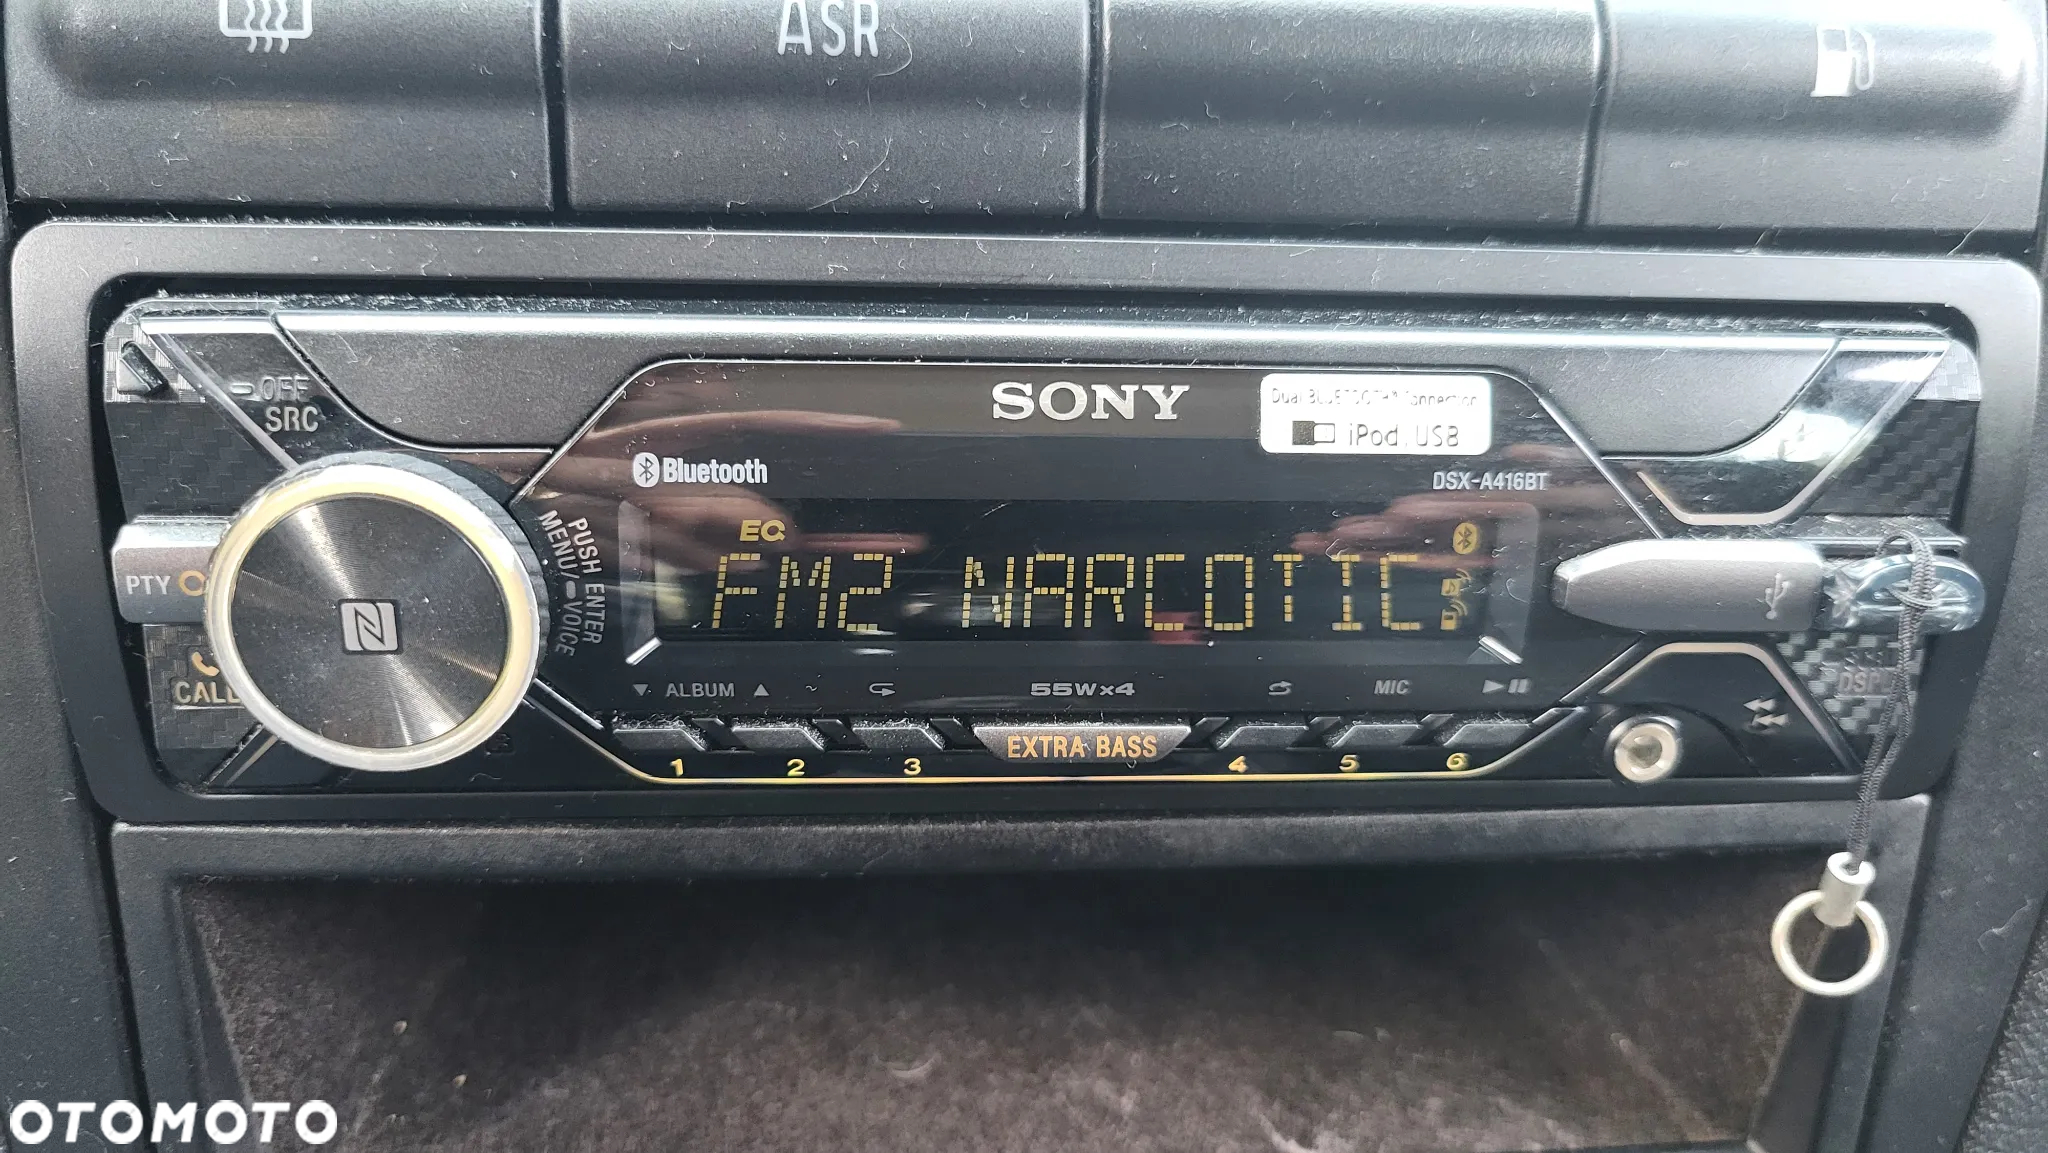 ASR
OFF
SRC
SONY
Dual BLUETOOTH® Connection
iPod, USB
Bluetooth
DSX-A416BT
PUSH ENTER
MENU/ VOICE
EQ
FM2 NARCOTIC
PTY
CALL
▼ ALBUM ▲
55W×4
MIC
EXTRA BASS
1 2 3 4 5 6
OTOMOTO